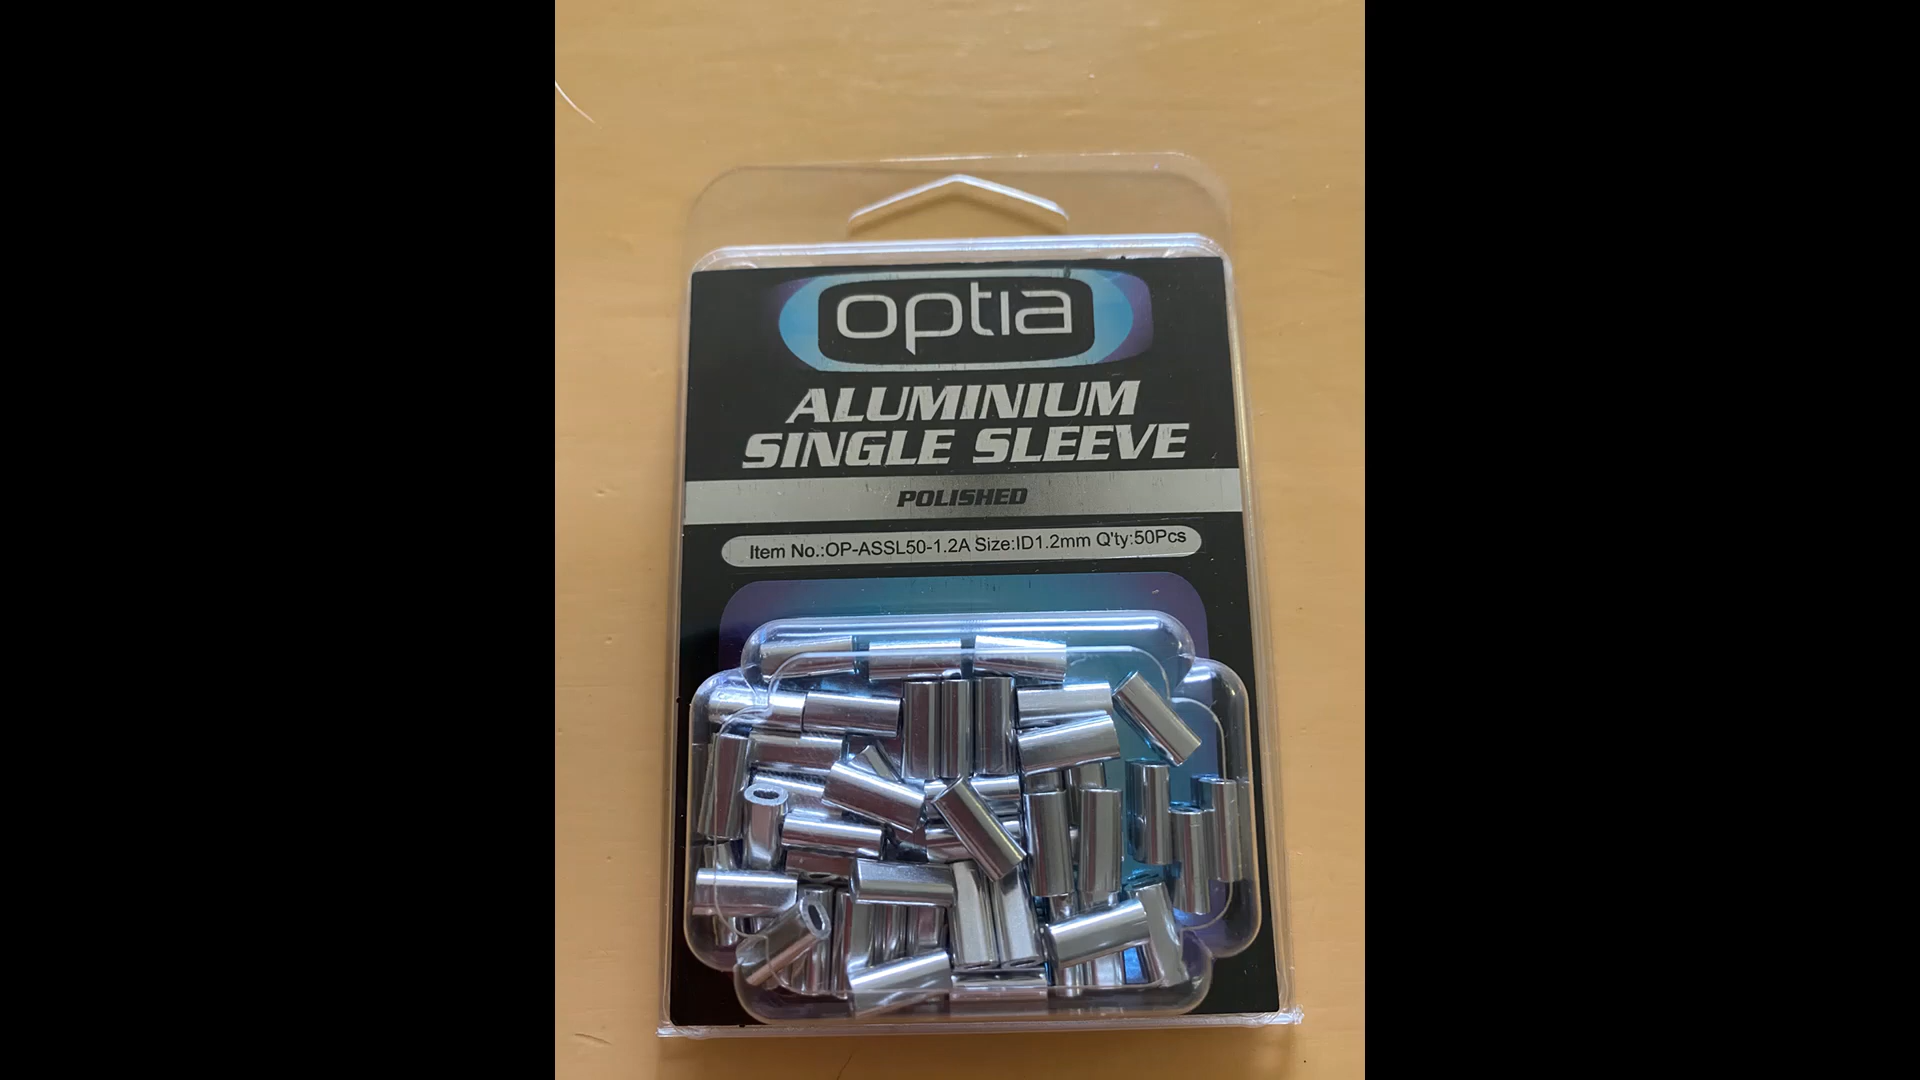 optia
ALUMINIUM
SINGLE SLEEVE
POLISHED
Item No.:OP-ASSL50-1.2A Size:ID1.2mm Q'ty:50Pcs